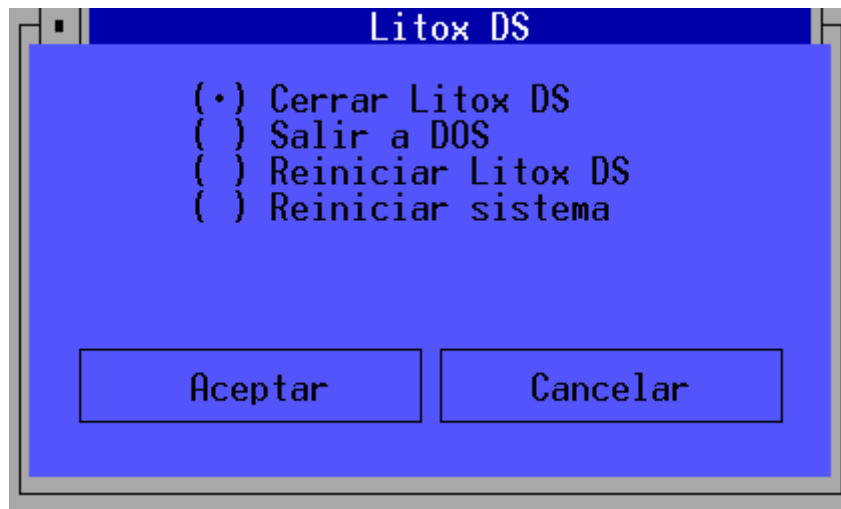 Litox DS
(·) Cerrar Litox DS
( ) Salir a DOS
( ) Reiniciar Litox DS
( ) Reiniciar sistema
Aceptar Cancelar